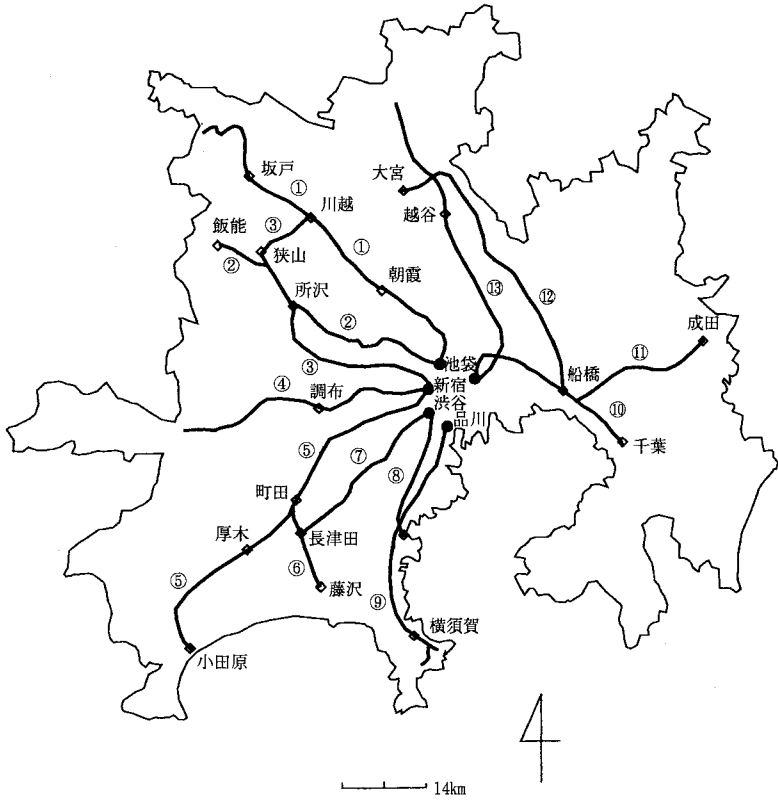 坂戸
①
川越
大宮
飯能
③
越谷
狭山
①
②
朝霞
所沢
⑬
⑫
成田
②
⑪
池袋
船橋
③
新宿
④
調布
渋谷
⑩
品川
千葉
⑤
⑦
⑧
町田
厚木
長津田
⑤
⑥
藤沢
⑨
横須賀
小田原
14km